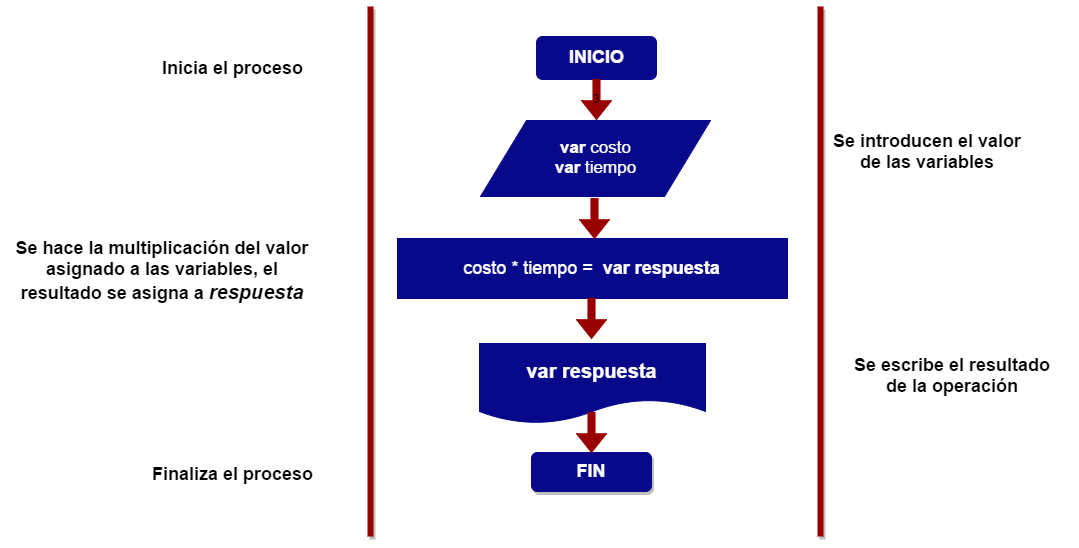 INICIO
Inicia el proceso
var costo
var tiempo
Se introducen el valor
de las variables
Se hace la multiplicación del valor
asignado a las variables, el
resultado se asigna a respuesta
costo * tiempo = var respuesta
var respuesta
Se escribe el resultado
de la operación
FIN
Finaliza el proceso